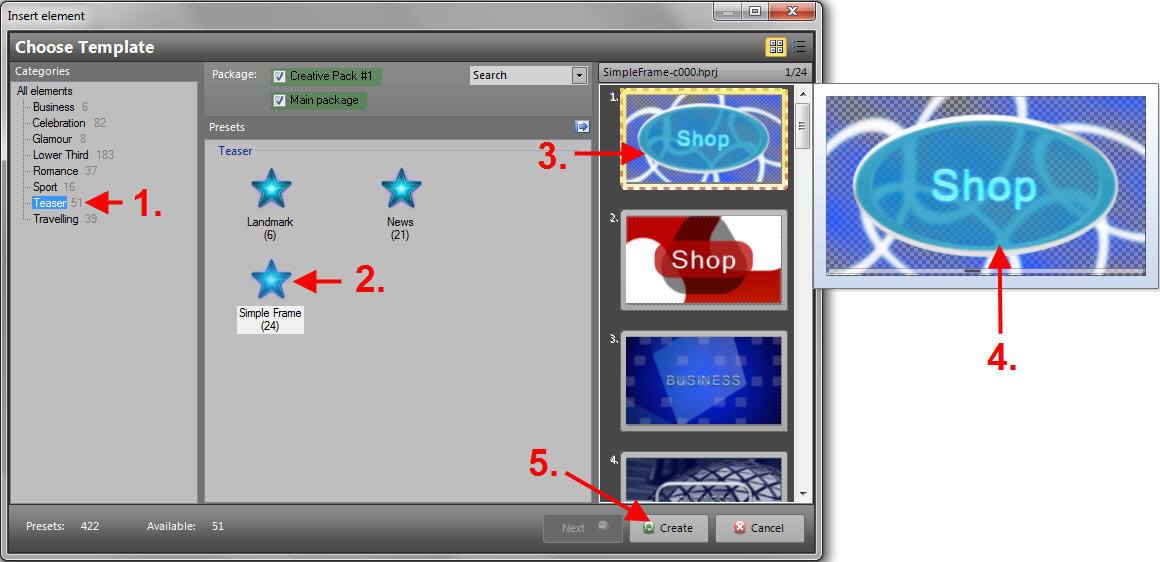 Insert element
Choose Template
Categories
All elements
Business 6
Celebration 82
Glamour 8
Lower Third 183
Romance 37
Sport 16
Teaser 51
Travelling 39
1.
Package:
Creative Pack #1
Main package
Search
Presets
Teaser
Landmark
(6)
News
(21)
Simple Frame
(24)
2.
SimpleFrame-c000.hprj 1/24
1.
Shop
3.
2.
Shop
3.
BUSINESS
4.
Shop
4.
5.
Presets: 422 Available: 51
Next
Create
Cancel